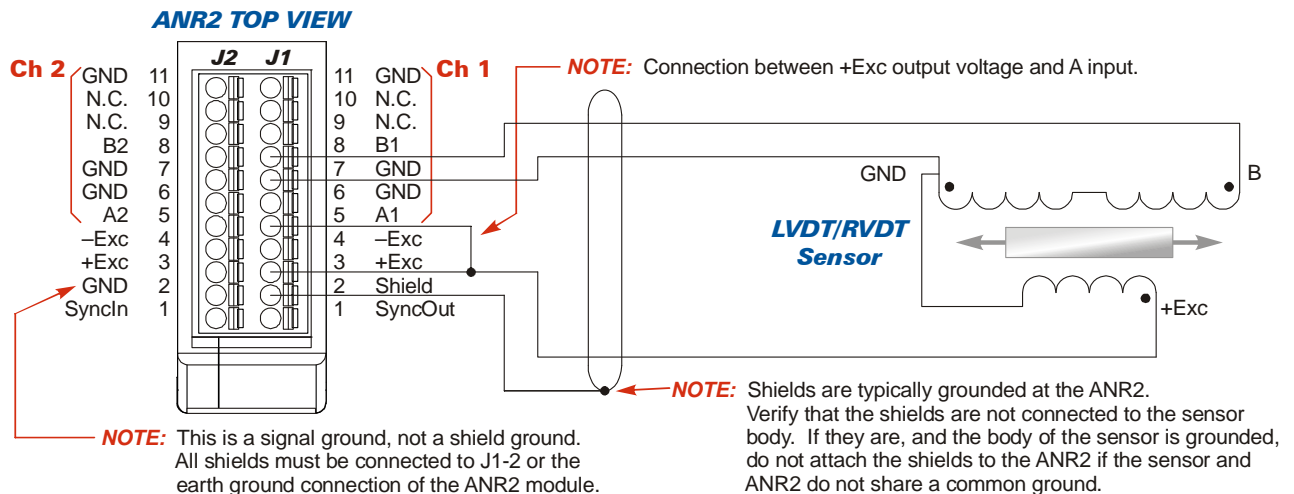 ANR2 TOP VIEW
J2 J1
Ch 2
GND 11
N.C. 10
N.C. 9
B2 8
GND 7
GND 6
A2 5
–Exc 4
+Exc 3
GND 2
SyncIn 1
11 GND
10 N.C.
9 N.C.
8 B1
7 GND
6 GND
5 A1
4 –Exc
3 +Exc
2 Shield
1 SyncOut
Ch 1
NOTE: Connection between +Exc output voltage and A input.
GND
B
LVDT/RVDT
Sensor
+Exc
NOTE: This is a signal ground, not a shield ground.
All shields must be connected to J1-2 or the
earth ground connection of the ANR2 module.
NOTE: Shields are typically grounded at the ANR2.
Verify that the shields are not connected to the sensor
body. If they are, and the body of the sensor is grounded,
do not attach the shields to the ANR2 if the sensor and
ANR2 do not share a common ground.